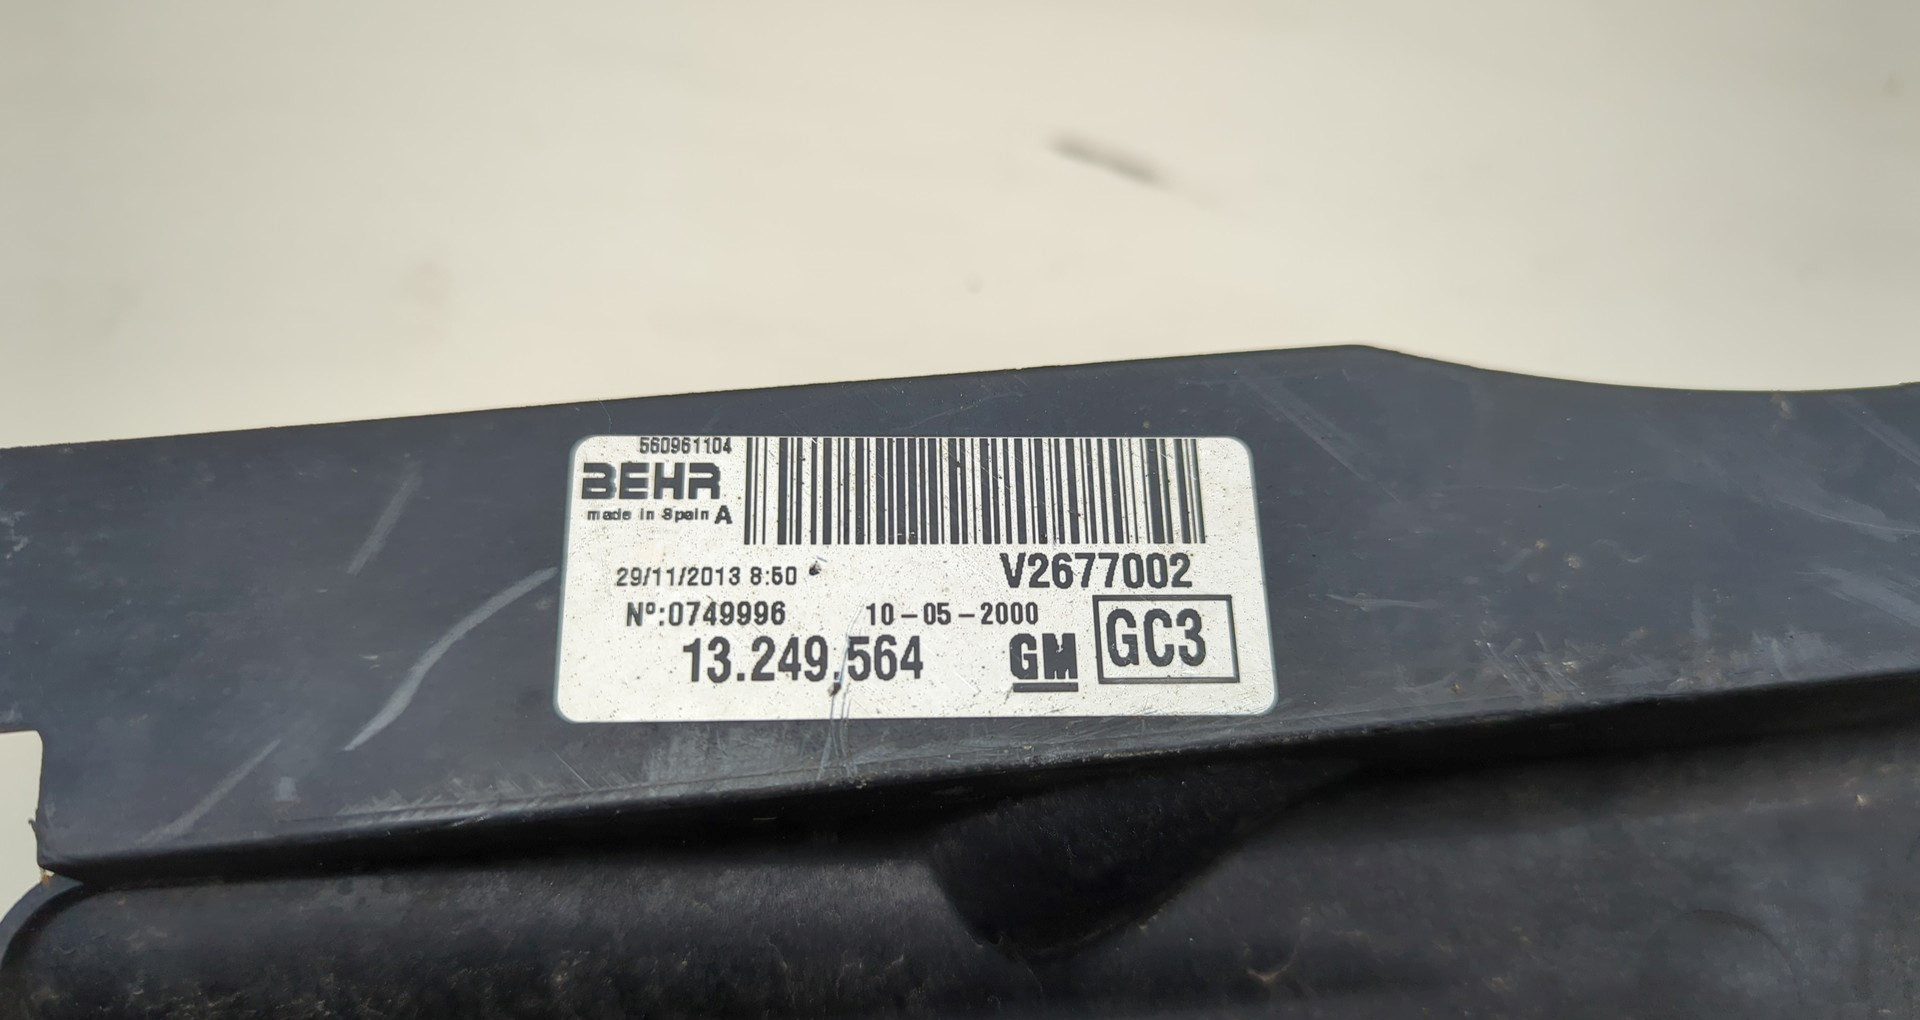 560961104
BEHR
made in Spain A
29/11/2013 8:50
V2677002
Nº:0749996
10-05-2000
13.249.564
GM
GC3